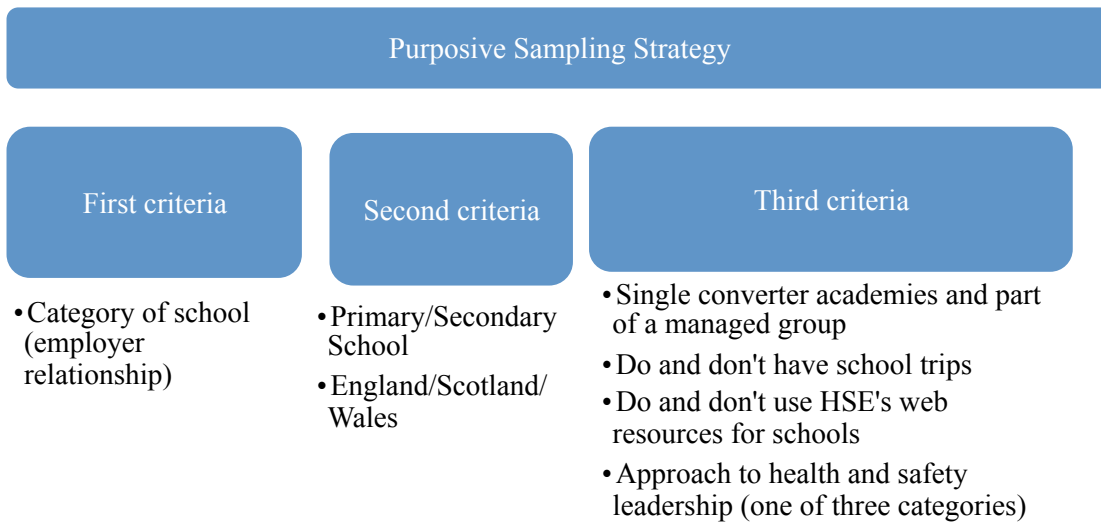 Purposive Sampling Strategy
First criteria
• Category of school
(employer
relationship)
Second criteria
• Primary/Secondary
School
• England/Scotland/
Wales
Third criteria
• Single converter academies and part
of a managed group
• Do and don't have school trips
• Do and don't use HSE's web
resources for schools
• Approach to health and safety
leadership (one of three categories)